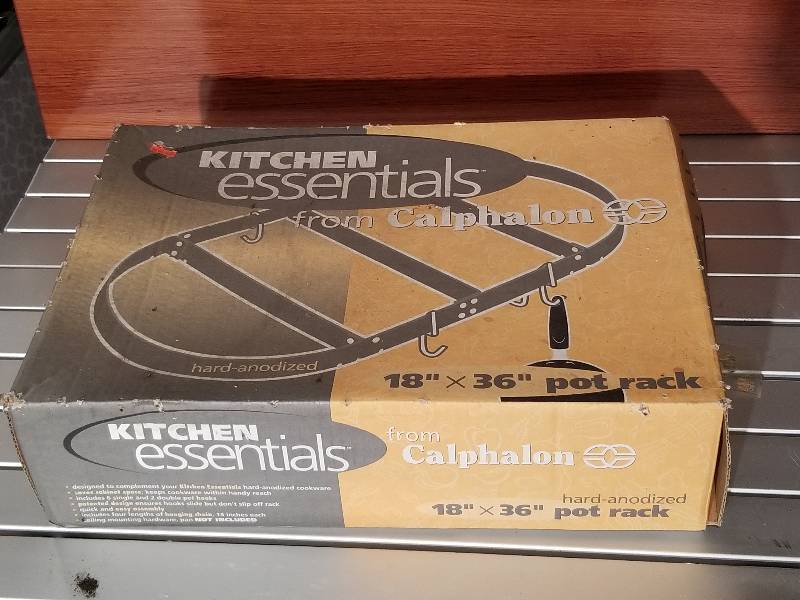 KITCHEN
essentials
from Calphalon
hard-anodized
18" × 36" pot rack
KITCHEN
essentials
from
Calphalon
• designed to complement your Kitchen Essentials hard-anodized cookware
• saves cabinet space, keeps cookware within handy reach
• includes 6 single and 2 double pot hooks
• patented design ensures hooks slide but don't slip off rack
• quick and easy assembly
• includes four lengths of hanging chain, 14 inches each
ceiling mounting hardware, pan NOT INCLUDED
hard-anodized
18" × 36" pot rack